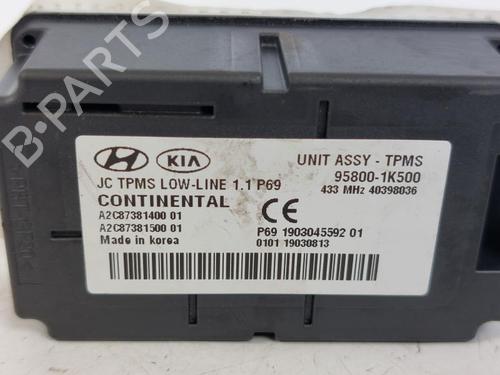 B-PARTS
KIA
UNIT ASSY - TPMS
JC TPMS LOW-LINE 1.1 P69
95800-1K500
433 MHz 40398036
CONTINENTAL
A2C87381400 01
CE
A2C87381500 01
P69 1903045592 01
Made in korea
0101 19030813